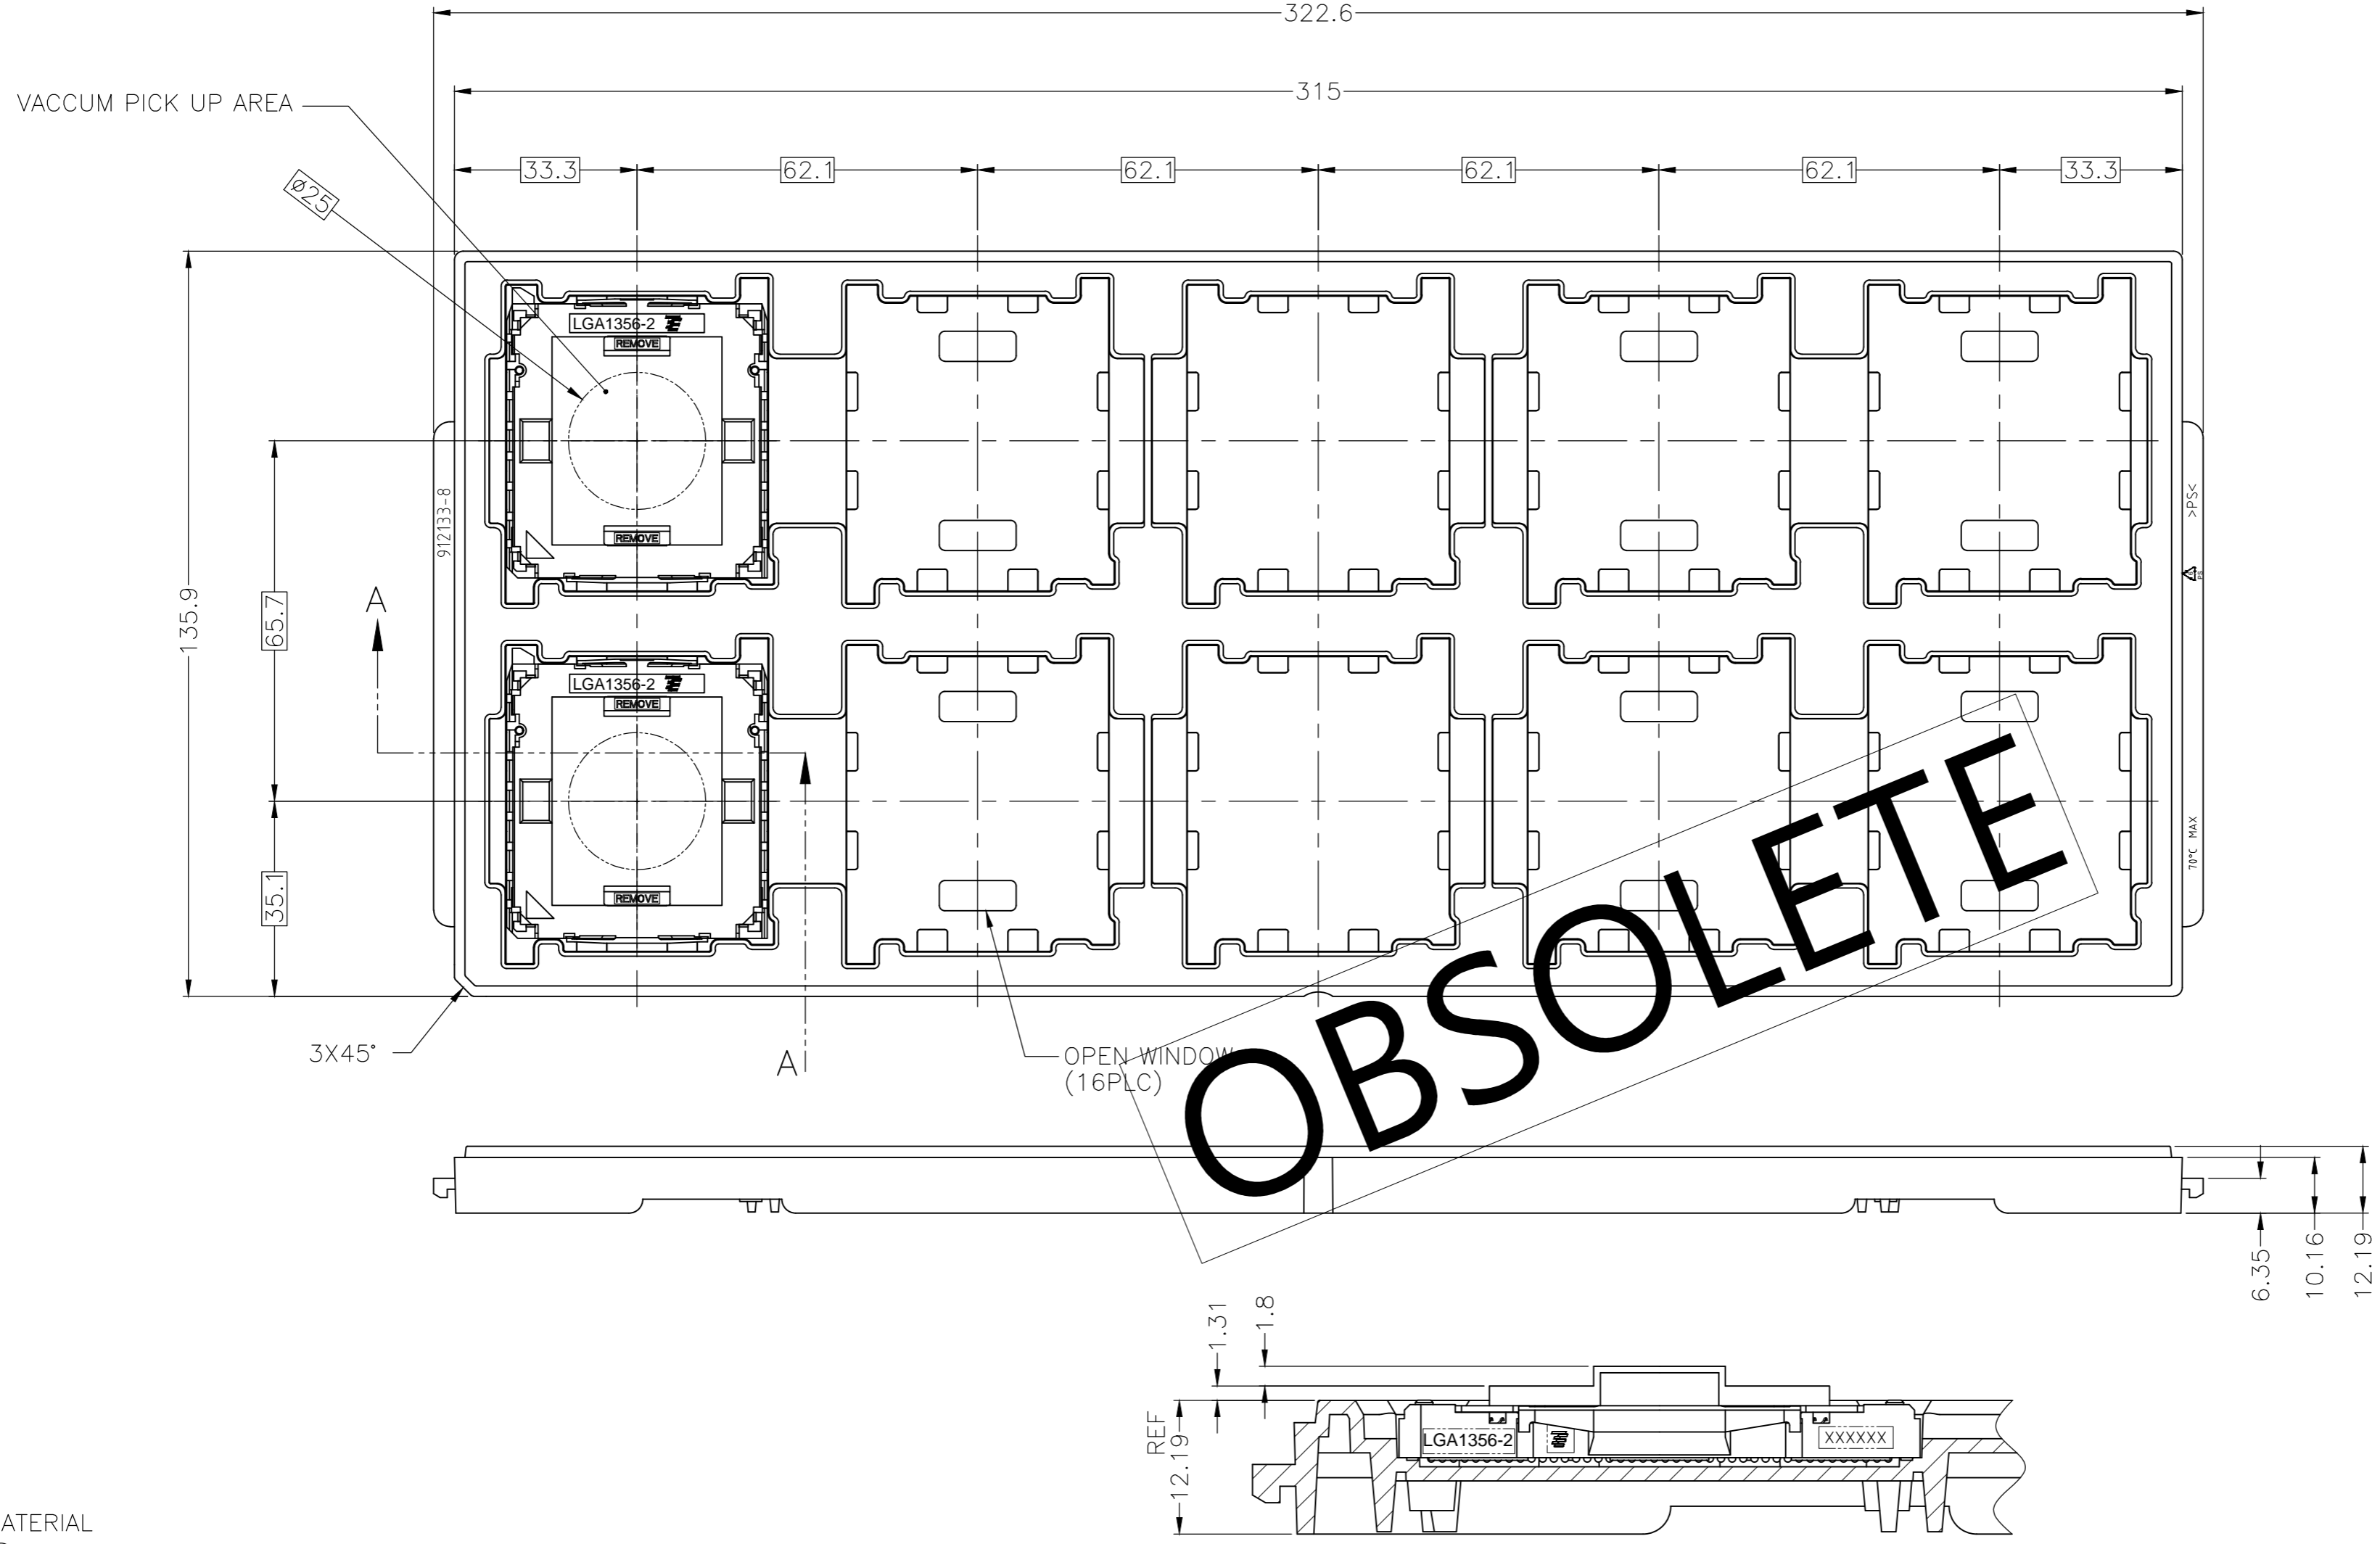 322.6
VACCUM PICK UP AREA
315
33.3
62.1
62.1
62.1
62.1
33.3
ø25
LGA1356-2
REMOVE
REMOVE
912133-8
>PS<
PS
135.9
65.7
A
LGA1356-2
REMOVE
REMOVE
35.1
70°C MAX
3X45°
A
OPEN WINDOW
(16PLC)
OBSOLETE
6.35
10.16
12.19
1.31
1.8
REF
12.19
LGA1356-2
XXXXXX
ATERIAL